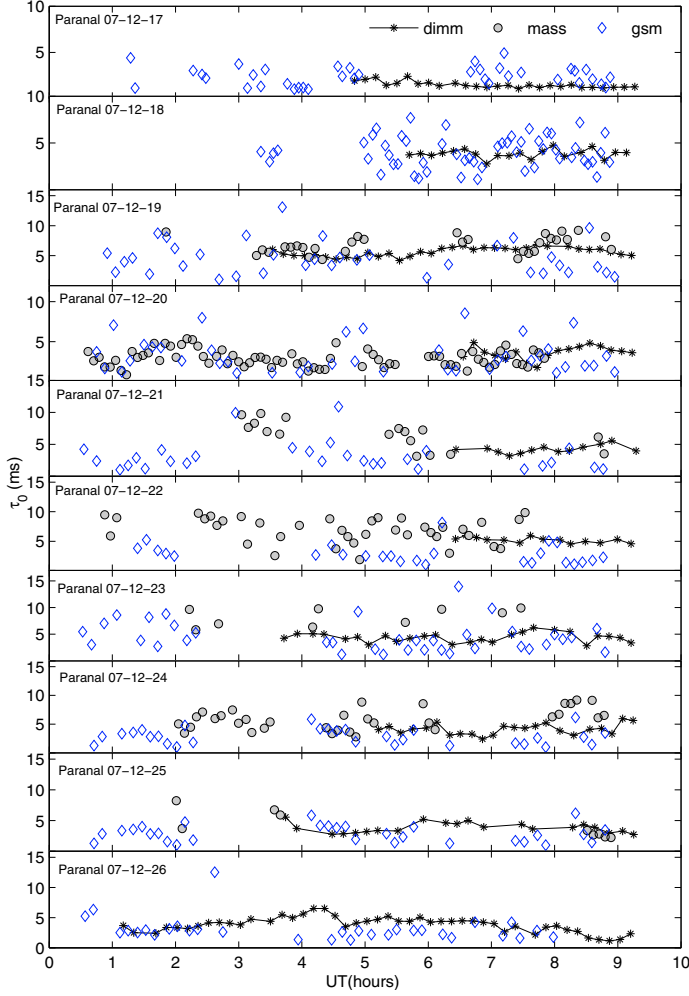 10
Paranal 07-12-17
dimm
mass
gsm
5
10
Paranal 07-12-18
5
15
Paranal 07-12-19
10
5
Paranal 07-12-20
10
5
15
Paranal 07-12-21
10
5
τ0 (ms)
15
Paranal 07-12-22
10
5
15
Paranal 07-12-23
10
5
15
Paranal 07-12-24
10
5
15
Paranal 07-12-25
10
5
15
Paranal 07-12-26
10
5
0
0 1 2 3 4 5 6 7 8 9 10
UT(hours)